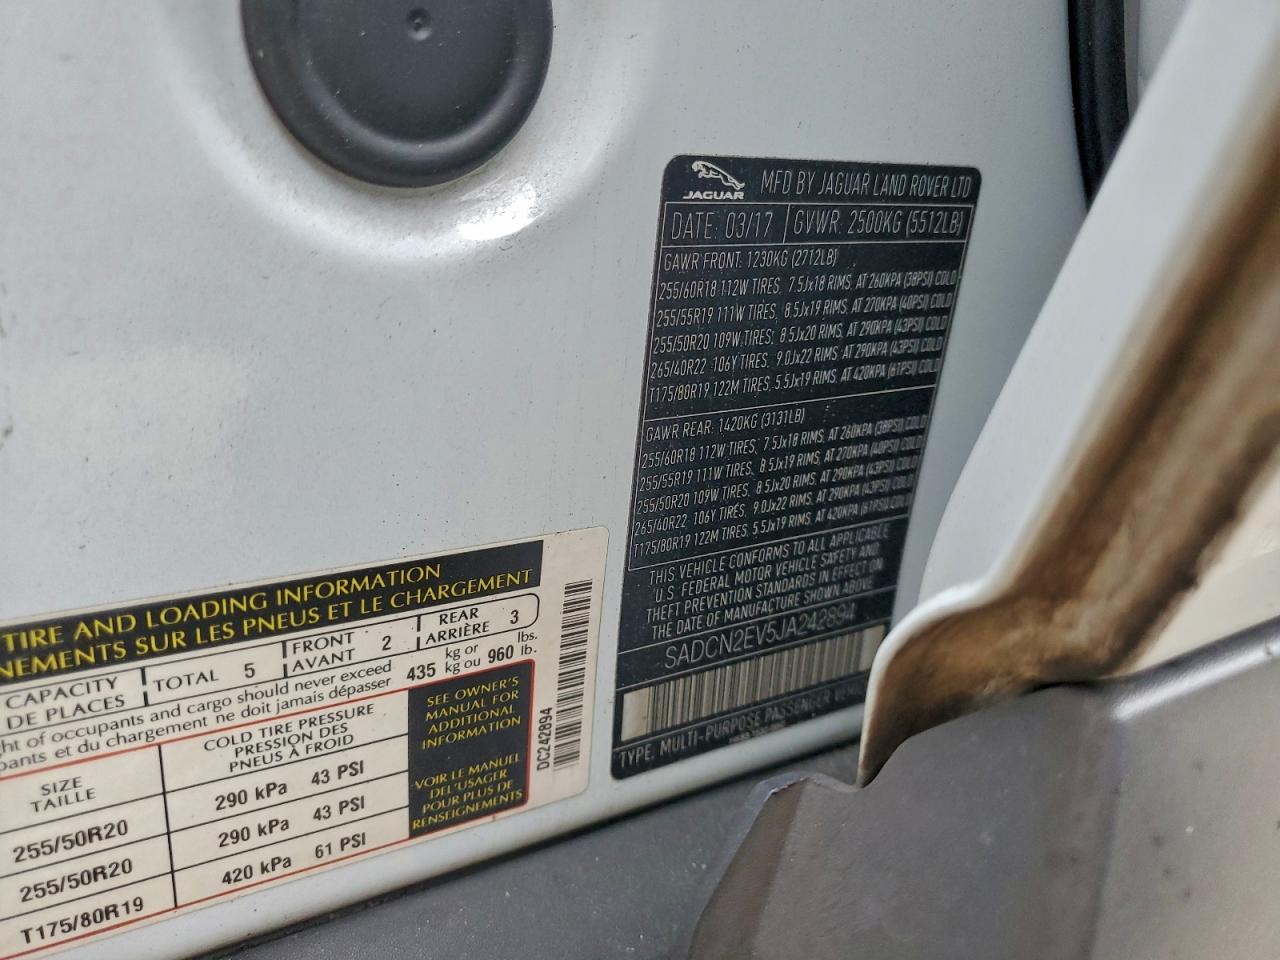 JAGUAR
MFD BY JAGUAR LAND ROVER LTD
DATE: 03/17 GVWR: 2500KG (5512LB)
GAWR FRONT: 1230KG (2712LB)
255/60R18 112W TIRES, 7.5Jx18 RIMS, AT 260KPA (38PSI) COLD
255/55R19 111W TIRES, 8.5Jx19 RIMS, AT 270KPA (40PSI) COLD
255/50R20 109W TIRES, 8.5Jx20 RIMS, AT 290KPA (43PSI) COLD
265/40R22 106Y TIRES, 9.0Jx22 RIMS, AT 290KPA (43PSI) COLD
T175/80R19 122M TIRES, 5.5Jx19 RIMS, AT 420KPA (61PSI) COLD
GAWR REAR: 1420KG (3131LB)
255/60R18 112W TIRES, 7.5Jx18 RIMS, AT 260KPA (38PSI) COLD
255/55R19 111W TIRES, 8.5Jx19 RIMS, AT 270KPA (40PSI) COLD
255/50R20 109W TIRES, 8.5Jx20 RIMS, AT 290KPA (43PSI) COLD
265/40R22 106Y TIRES, 9.0Jx22 RIMS, AT 290KPA (43PSI) COLD
T175/80R19 122M TIRES, 5.5Jx19 RIMS, AT 420KPA (61PSI) COLD
THIS VEHICLE CONFORMS TO ALL APPLICABLE
U.S. FEDERAL MOTOR VEHICLE SAFETY AND
THEFT PREVENTION STANDARDS IN EFFECT ON
THE DATE OF MANUFACTURE SHOWN ABOVE
SADCN2EV5JA242894
TYPE: MULTI-PURPOSE PASSENGER
TIRE AND LOADING INFORMATION
NEMENTS SUR LES PNEUS ET LE CHARGEMENT
CAPACITY
DE PLACES
TOTAL 5
FRONT
AVANT 2
REAR
ARRIÈRE 3
ght of occupants and cargo should never exceed
pants et du chargement ne doit jamais dépasser
435 kg or
kg ou 960 lbs.
lb.
SIZE
TAILLE
COLD TIRE PRESSURE
PRESSION DES
PNEUS À FROID
255/50R20 290 kPa 43 PSI
255/50R20 290 kPa 43 PSI
T175/80R19 420 kPa 61 PSI
SEE OWNER'S
MANUAL FOR
ADDITIONAL
INFORMATION
VOIR LE MANUEL
DE L'USAGER
POUR PLUS DE
RENSEIGNEMENTS
DC242894